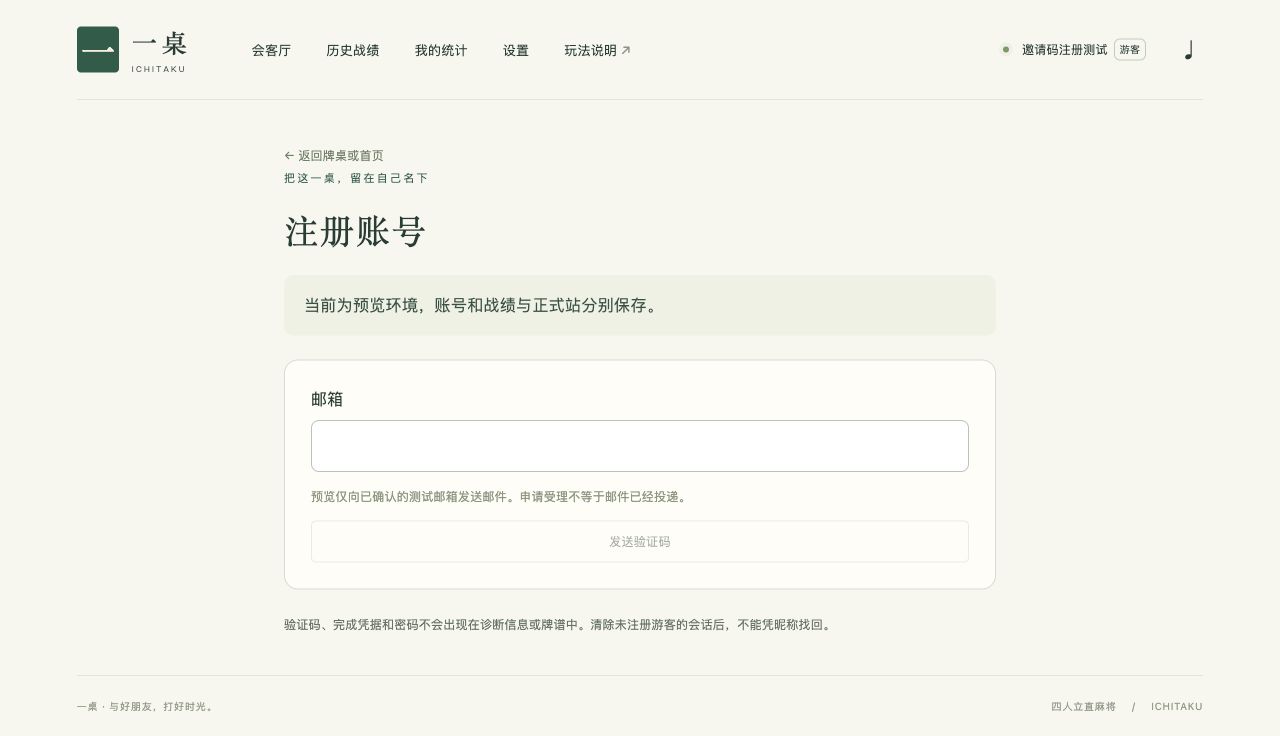 一桌
ICHITAKU
会客厅 历史战绩 我的统计 设置 玩法说明 ↗
邀请码注册测试 游客
← 返回牌桌或首页
把这一桌，留在自己名下
注册账号
当前为预览环境，账号和战绩与正式站分别保存。
邮箱
预览仅向已确认的测试邮箱发送邮件。申请受理不等于邮件已经投递。
发送验证码
验证码、完成凭据和密码不会出现在诊断信息或牌谱中。清除未注册游客的会话后，不能凭昵称找回。
一桌 · 与好朋友，打好时光。
四人立直麻将 / ICHITAKU